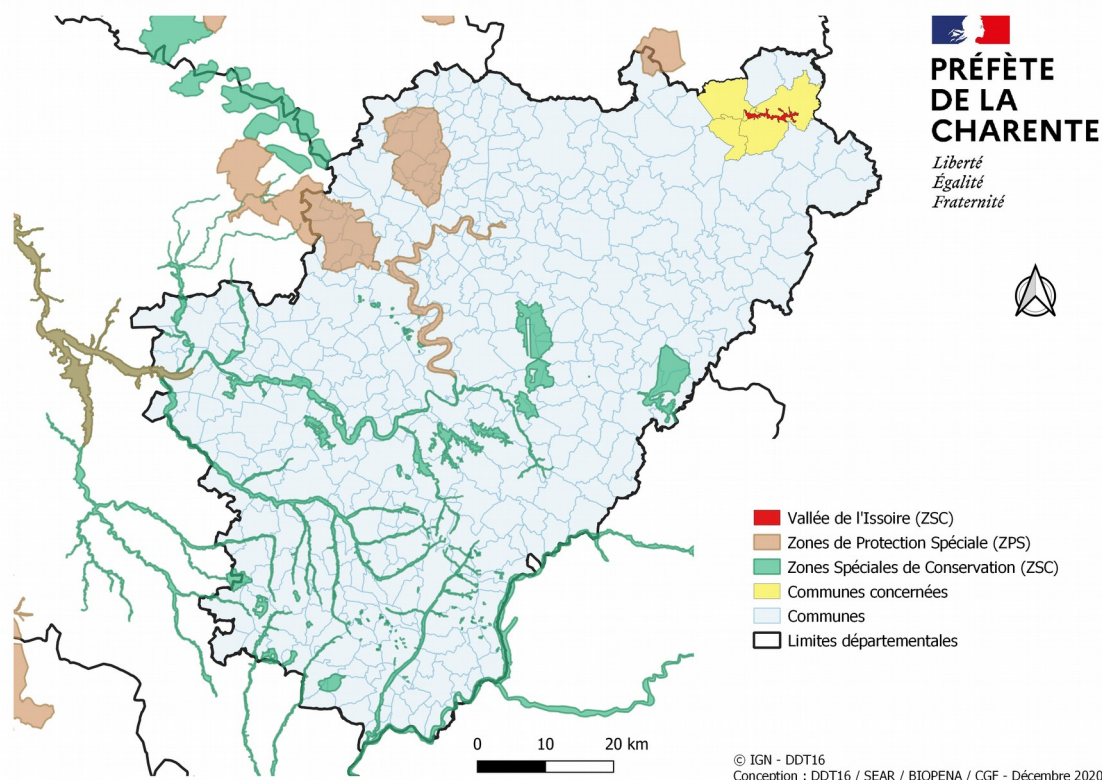 PRÉFÈTE
DE LA
CHARENTE
Liberté
Égalité
Fraternité
Vallée de l'Issoire (ZSC)
Zones de Protection Spéciale (ZPS)
Zones Spéciales de Conservation (ZSC)
Communes concernées
Communes
Limites départementales
0 10 20 km
© IGN - DDT16
Conception : DDT16 / SEAR / BIOPENA / CGF - Décembre 2020